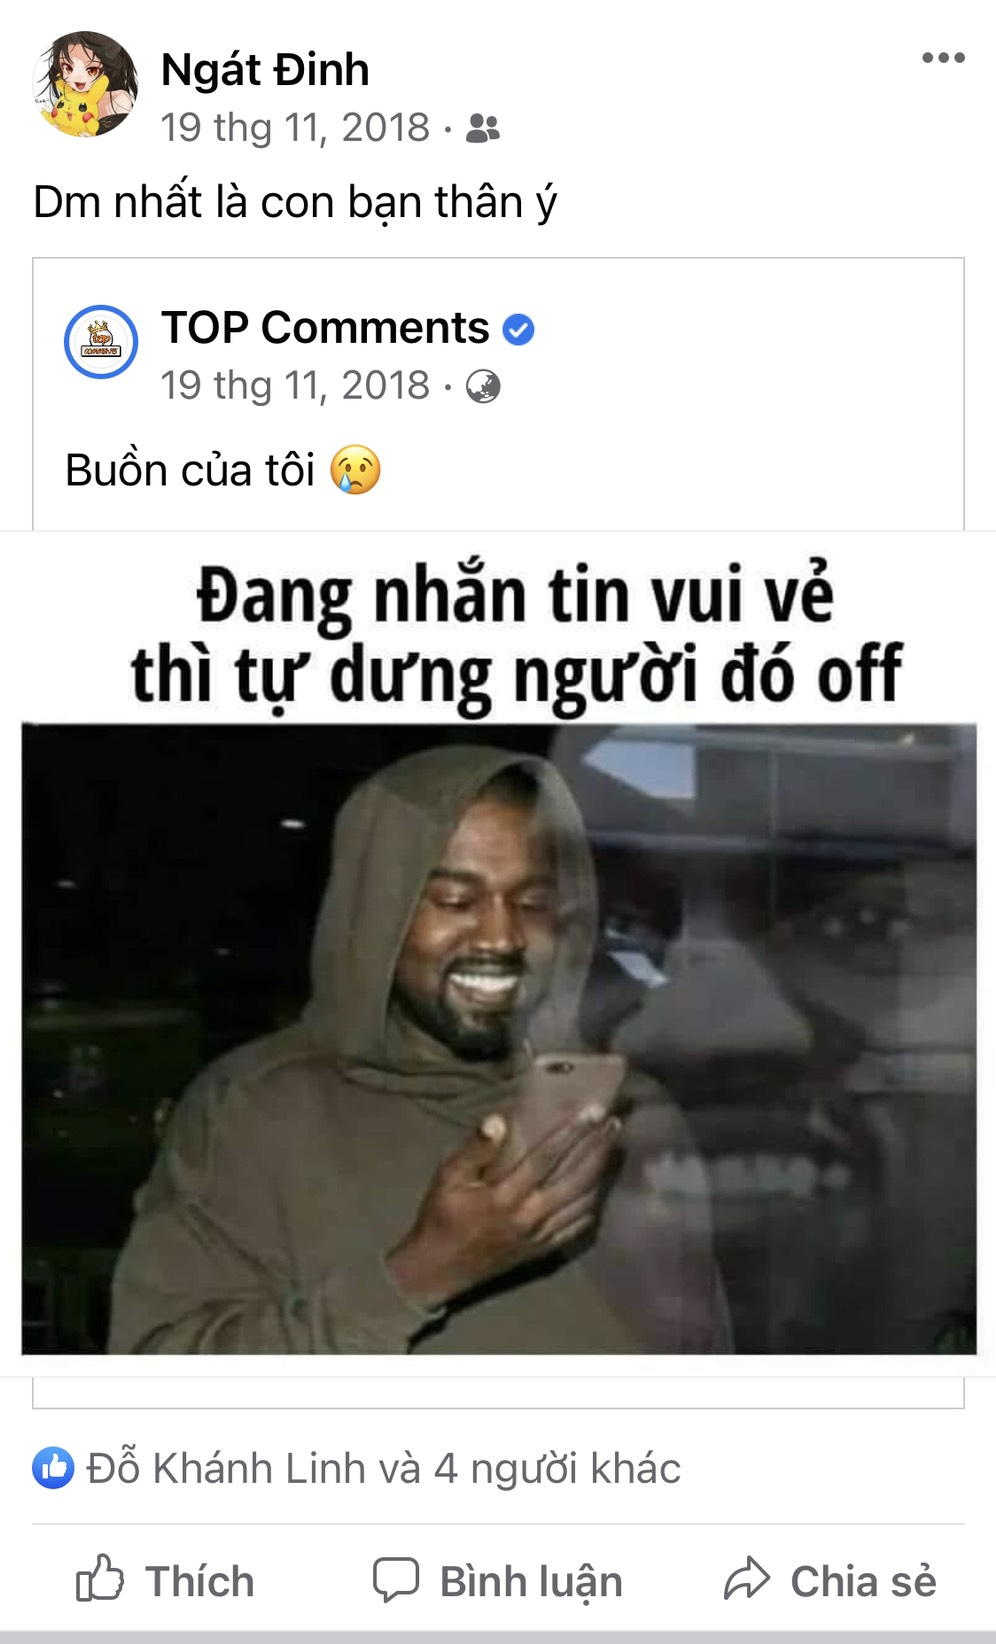 Ngát Đinh
19 thg 11, 2018 ·
Dm nhất là con bạn thân ý
TOP Comments
19 thg 11, 2018 ·
Buồn của tôi 😢
Đang nhắn tin vui vẻ
thì tự dưng người đó off
Đỗ Khánh Linh và 4 người khác
Thích
Bình luận
Chia sẻ